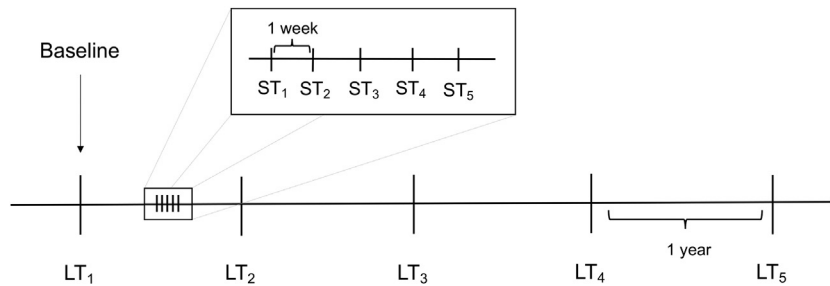 1 week
Baseline
ST₁ ST₂ ST₃ ST₄ ST₅
1 year
LT₁ LT₂ LT₃ LT₄ LT₅